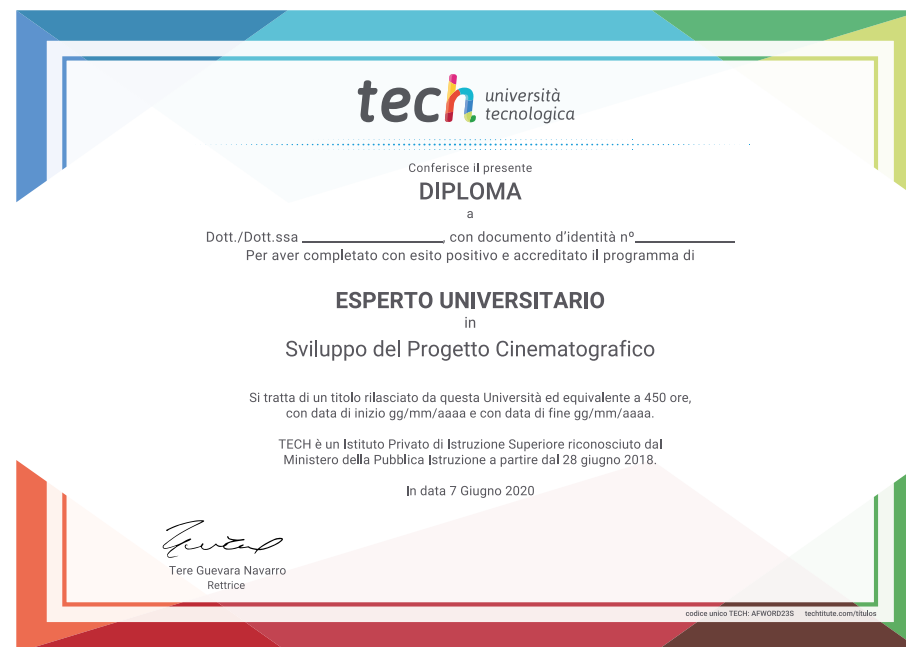 tech università
tecnologica
Conferisce il presente
DIPLOMA
a
Dott./Dott.ssa ________________, con documento d'identità nº____________
Per aver completato con esito positivo e accreditato il programma di
ESPERTO UNIVERSITARIO
in
Sviluppo del Progetto Cinematografico
Si tratta di un titolo rilasciato da questa Università ed equivalente a 450 ore,
con data di inizio gg/mm/aaaa e con data di fine gg/mm/aaaa.
TECH è un Istituto Privato di Istruzione Superiore riconosciuto dal
Ministero della Pubblica Istruzione a partire dal 28 giugno 2018.
In data 7 Giugno 2020
Tere Guevara Navarro
Rettrice
codice unico TECH: AFWORD23S techtitute.com/titulos